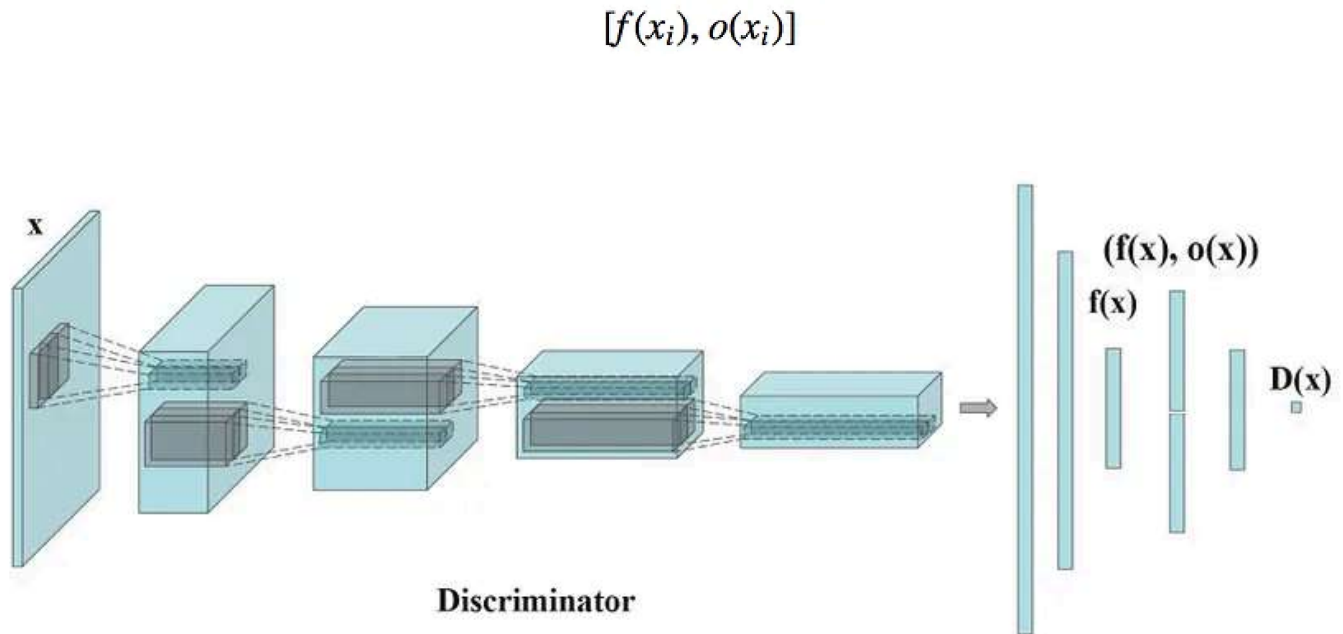 [f(xᵢ), o(xᵢ)]
x
(f(x), o(x))
f(x)
D(x)
Discriminator